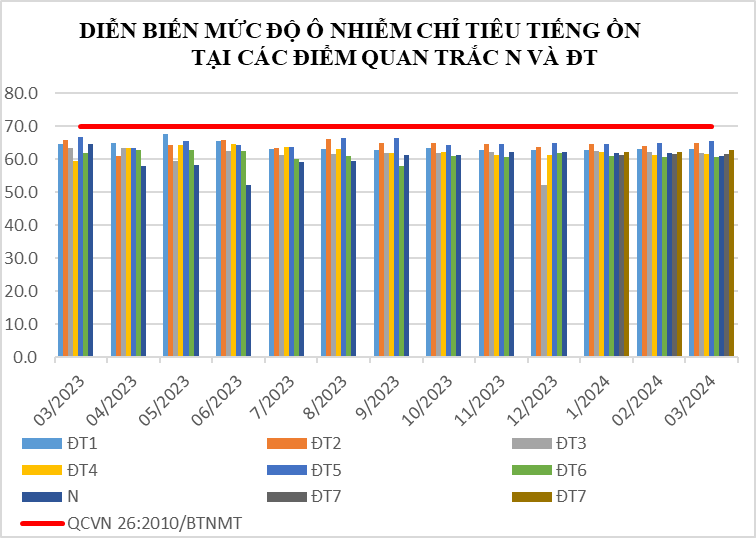 DIỄN BIẾN MỨC ĐỘ Ô NHIỄM CHỈ TIÊU TIẾNG ỒN
TẠI CÁC ĐIỂM QUAN TRẮC N VÀ ĐT
80.0
70.0
60.0
50.0
40.0
30.0
20.0
10.0
0.0
03/2023 04/2023 05/2023 06/2023 7/2023 8/2023 9/2023 10/2023 11/2023 12/2023 1/2024 02/2024 03/2024
ĐT1 ĐT2 ĐT3
ĐT4 ĐT5 ĐT6
N ĐT7 ĐT7
QCVN 26:2010/BTNMT